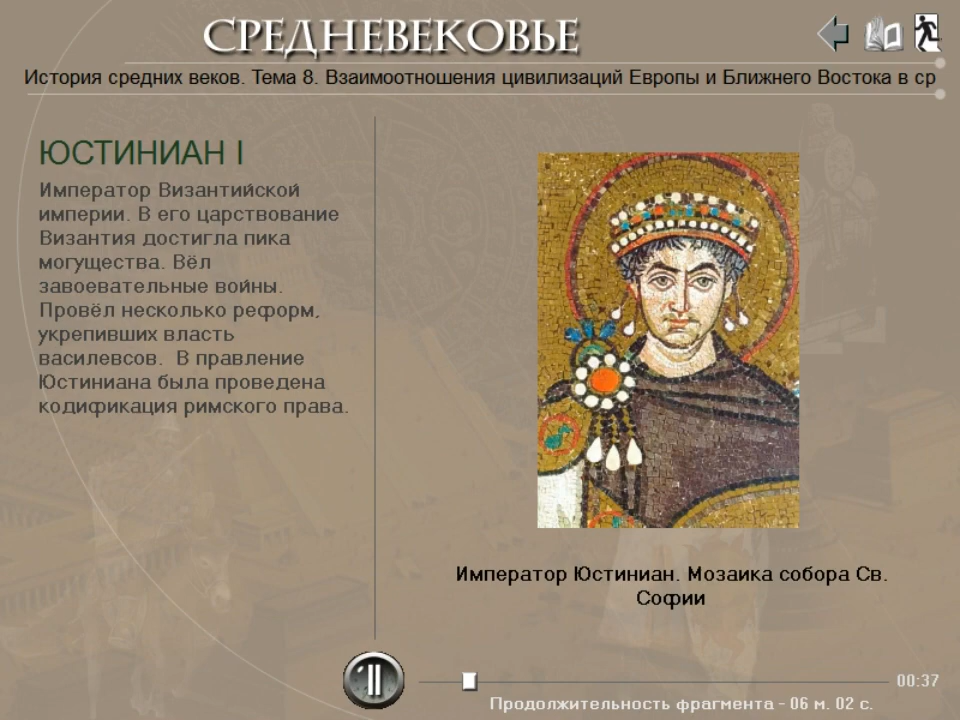 СРЕДНЕВЕКОВЬЕ
История средних веков. Тема 8. Взаимоотношения цивилизаций Европы и Ближнего Востока в ср
ЮСТИНИАН I
Император Византийской
империи. В его царствование
Византия достигла пика
могущества. Вёл
завоевательные войны.
Провёл несколько реформ,
укрепивших власть
василевсов. В правление
Юстиниана была проведена
кодификация римского права.
Император Юстиниан. Мозаика собора Св.
Софии
00:37
Продолжительность фрагмента - 06 м. 02 с.